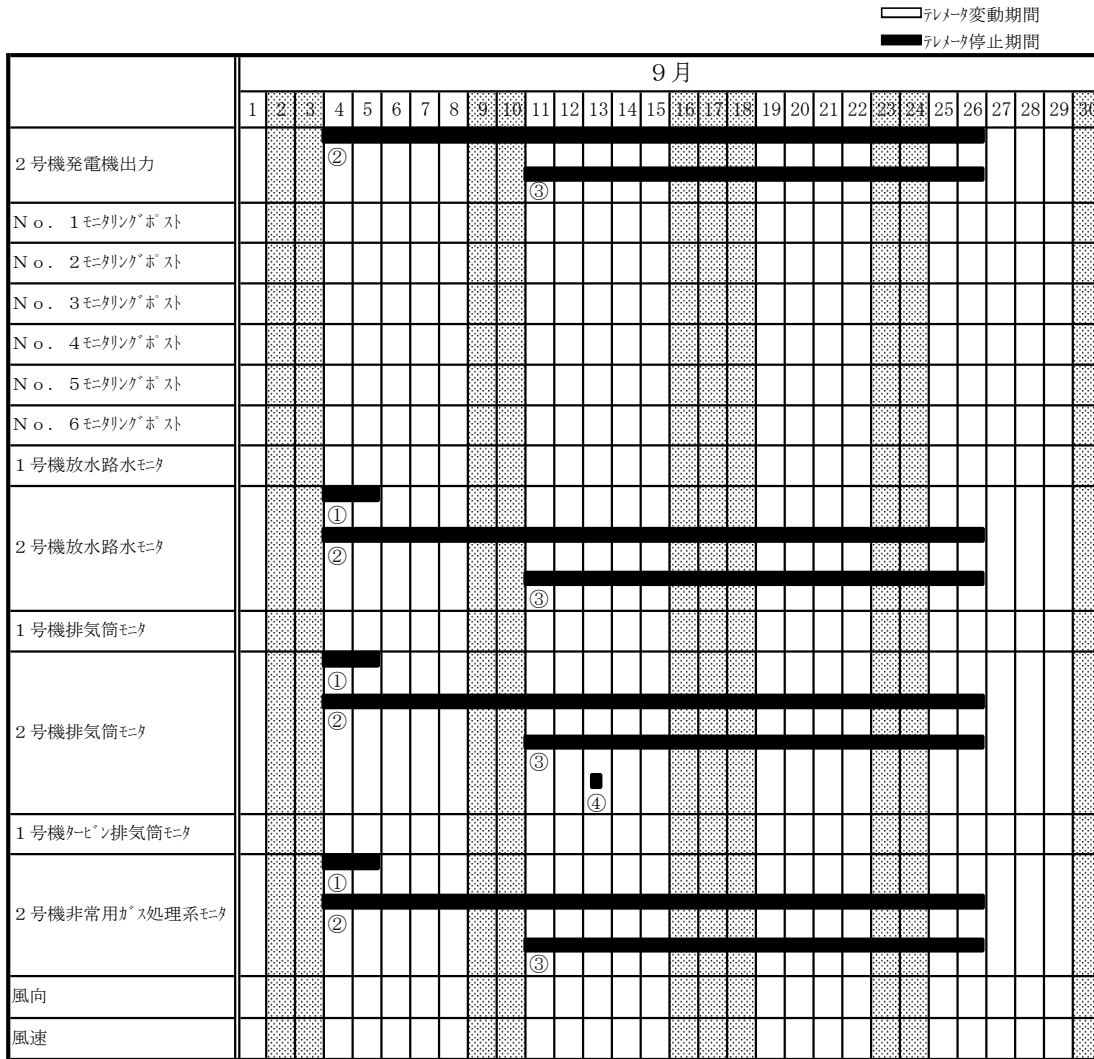 ﾃﾚﾒｰﾀ変動期間
ﾃﾚﾒｰﾀ停止期間
９月
1 2 3 4 5 6 7 8 9 10 11 12 13 14 15 16 17 18 19 20 21 22 23 24 25 26 27 28 29 30
２号機発電機出力
②
③
Ｎｏ．１ﾓﾆﾀﾘﾝｸﾞﾎﾟｽﾄ
Ｎｏ．２ﾓﾆﾀﾘﾝｸﾞﾎﾟｽﾄ
Ｎｏ．３ﾓﾆﾀﾘﾝｸﾞﾎﾟｽﾄ
Ｎｏ．４ﾓﾆﾀﾘﾝｸﾞﾎﾟｽﾄ
Ｎｏ．５ﾓﾆﾀﾘﾝｸﾞﾎﾟｽﾄ
Ｎｏ．６ﾓﾆﾀﾘﾝｸﾞﾎﾟｽﾄ
１号機放水路水ﾓﾆﾀ
２号機放水路水ﾓﾆﾀ
①
②
③
１号機排気筒ﾓﾆﾀ
２号機排気筒ﾓﾆﾀ
①
②
③
④
１号機ﾀｰﾋﾞﾝ排気筒ﾓﾆﾀ
２号機非常用ｶﾞｽ処理系ﾓﾆﾀ
①
②
③
風向
風速